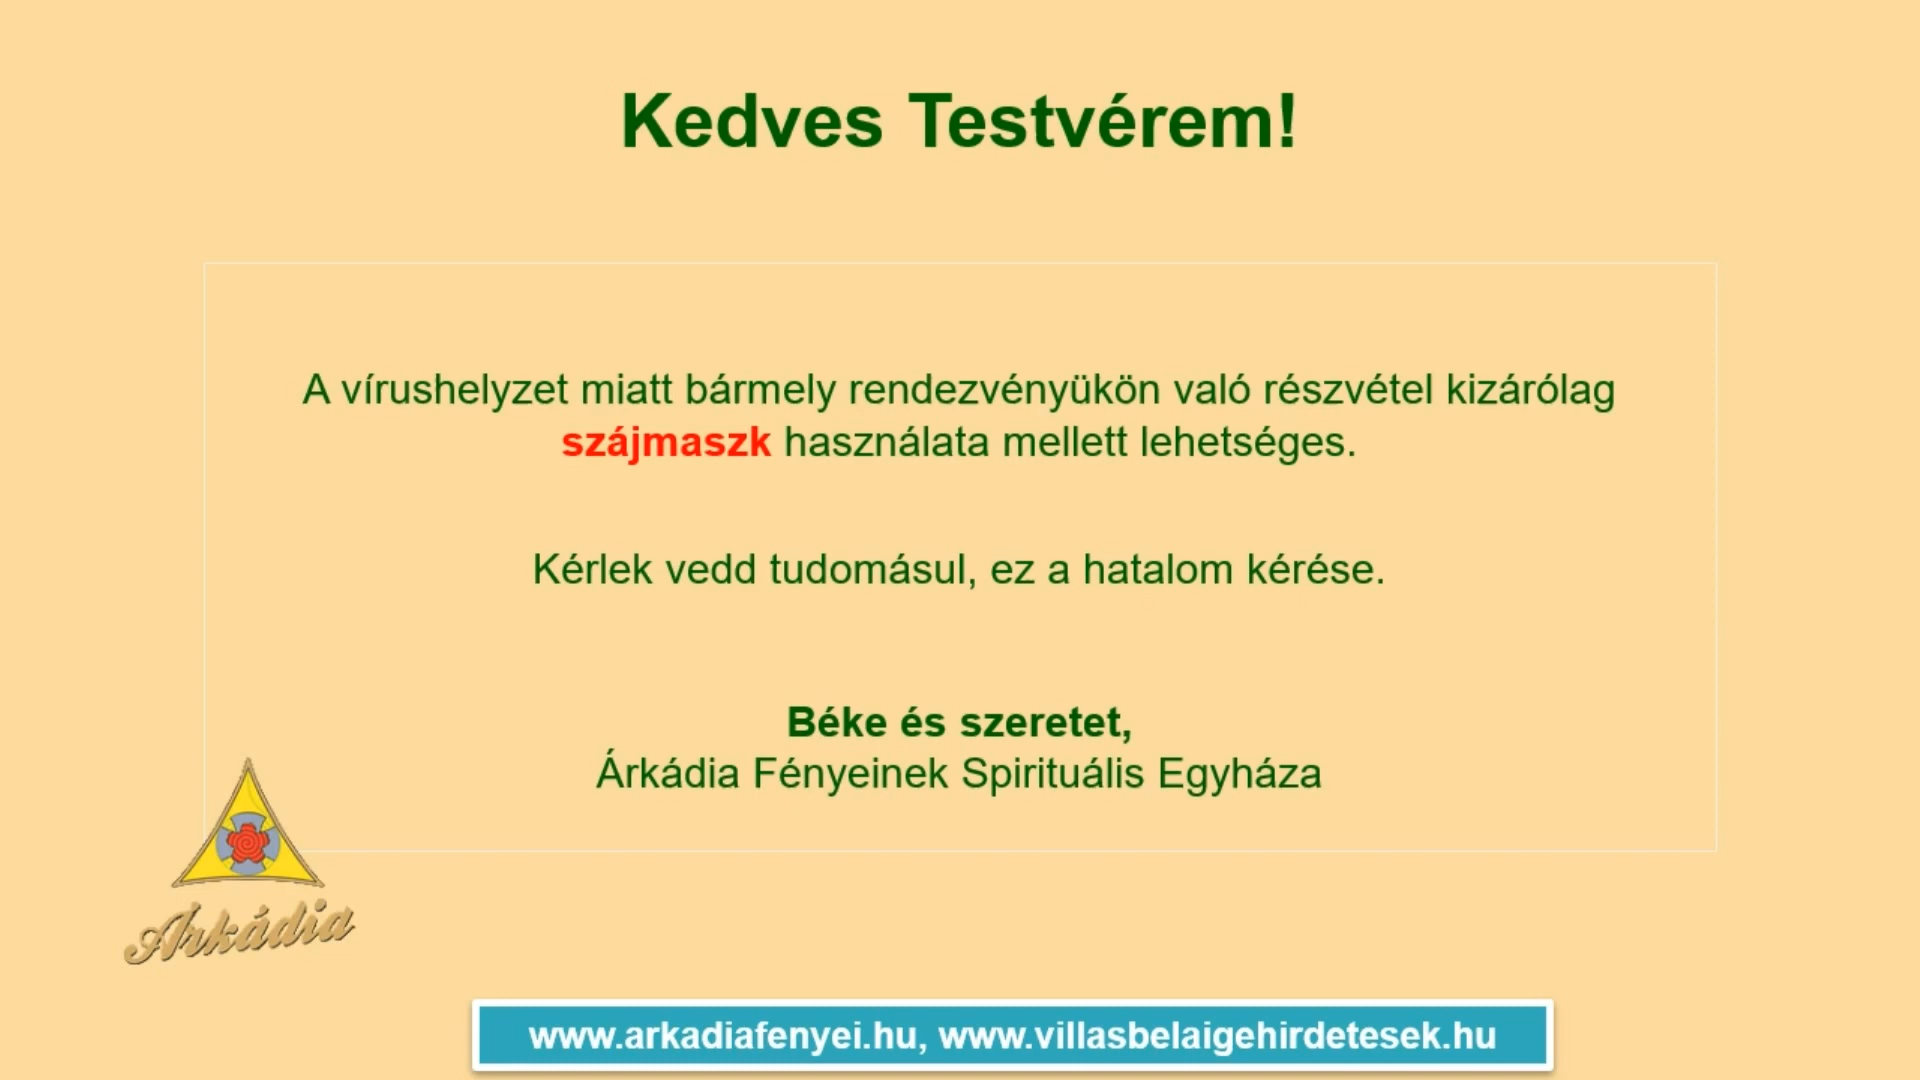 Kedves Testvérem!
A vírushelyzet miatt bármely rendezvényükön való részvétel kizárólag
szájmaszk használata mellett lehetséges.
Kérlek vedd tudomásul, ez a hatalom kérése.
Béke és szeretet,
Árkádia Fényeinek Spirituális Egyháza
Árkádia
www.arkadiafenyei.hu, www.villasbelaigehirdetesek.hu